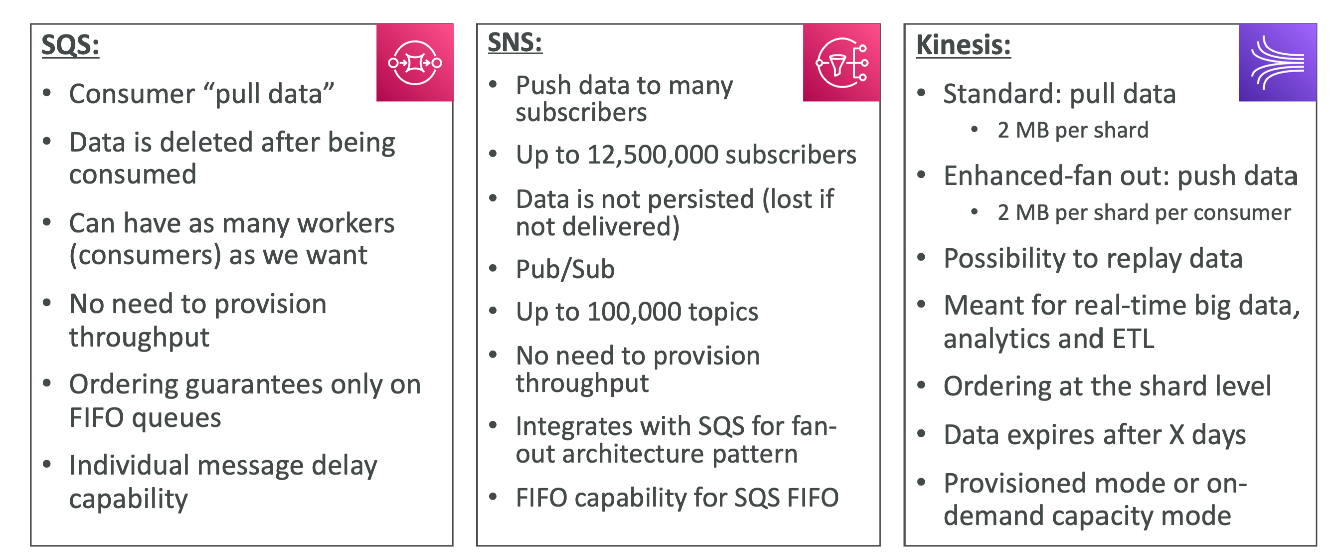 SQS:
• Consumer “pull data”
• Data is deleted after being
consumed
• Can have as many workers
(consumers) as we want
• No need to provision
throughput
• Ordering guarantees only on
FIFO queues
• Individual message delay
capability
SNS:
• Push data to many
subscribers
• Up to 12,500,000 subscribers
• Data is not persisted (lost if
not delivered)
• Pub/Sub
• Up to 100,000 topics
• No need to provision
throughput
• Integrates with SQS for fan-
out architecture pattern
• FIFO capability for SQS FIFO
Kinesis:
• Standard: pull data
• 2 MB per shard
• Enhanced-fan out: push data
• 2 MB per shard per consumer
• Possibility to replay data
• Meant for real-time big data,
analytics and ETL
• Ordering at the shard level
• Data expires after X days
• Provisioned mode or on-
demand capacity mode